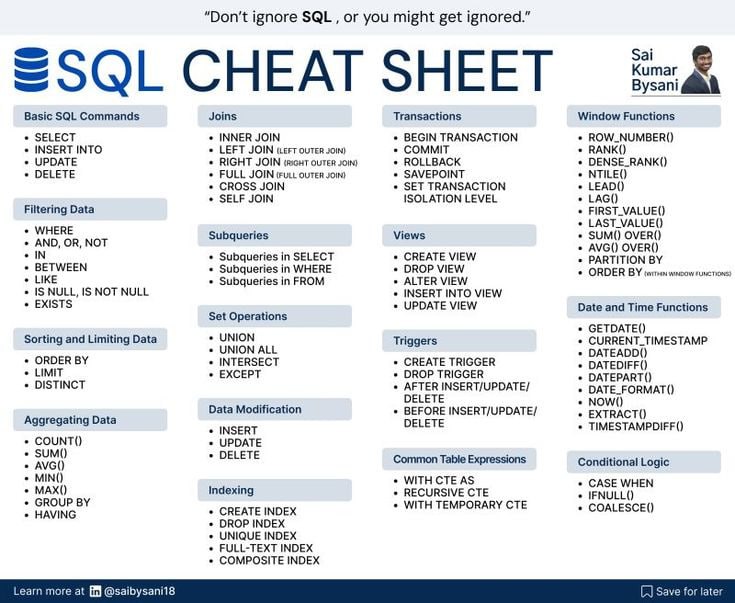 “Don’t ignore SQL , or you might get ignored.”
SQL CHEAT SHEET
Sai
Kumar
Bysani
Basic SQL Commands
• SELECT
• INSERT INTO
• UPDATE
• DELETE
Filtering Data
• WHERE
• AND, OR, NOT
• IN
• BETWEEN
• LIKE
• IS NULL, IS NOT NULL
• EXISTS
Sorting and Limiting Data
• ORDER BY
• LIMIT
• DISTINCT
Aggregating Data
• COUNT()
• SUM()
• AVG()
• MIN()
• MAX()
• GROUP BY
• HAVING
Joins
• INNER JOIN
• LEFT JOIN (LEFT OUTER JOIN)
• RIGHT JOIN (RIGHT OUTER JOIN)
• FULL JOIN (FULL OUTER JOIN)
• CROSS JOIN
• SELF JOIN
Subqueries
• Subqueries in SELECT
• Subqueries in WHERE
• Subqueries in FROM
Set Operations
• UNION
• UNION ALL
• INTERSECT
• EXCEPT
Data Modification
• INSERT
• UPDATE
• DELETE
Indexing
• CREATE INDEX
• DROP INDEX
• UNIQUE INDEX
• FULL-TEXT INDEX
• COMPOSITE INDEX
Transactions
• BEGIN TRANSACTION
• COMMIT
• ROLLBACK
• SAVEPOINT
• SET TRANSACTION
ISOLATION LEVEL
Views
• CREATE VIEW
• DROP VIEW
• ALTER VIEW
• INSERT INTO VIEW
• UPDATE VIEW
Triggers
• CREATE TRIGGER
• DROP TRIGGER
• AFTER INSERT/UPDATE/
DELETE
• BEFORE INSERT/UPDATE/
DELETE
Common Table Expressions
• WITH CTE AS
• RECURSIVE CTE
• WITH TEMPORARY CTE
Window Functions
• ROW_NUMBER()
• RANK()
• DENSE_RANK()
• NTILE()
• LEAD()
• LAG()
• FIRST_VALUE()
• LAST_VALUE()
• SUM() OVER()
• AVG() OVER()
• PARTITION BY
• ORDER BY (WITHIN WINDOW FUNCTIONS)
Date and Time Functions
• GETDATE()
• CURRENT_TIMESTAMP
• DATEADD()
• DATEDIFF()
• DATEPART()
• DATE_FORMAT()
• NOW()
• EXTRACT()
• TIMESTAMPDIFF()
Conditional Logic
• CASE WHEN
• IFNULL()
• COALESCE()
Learn more at in @saibysani18
Save for later